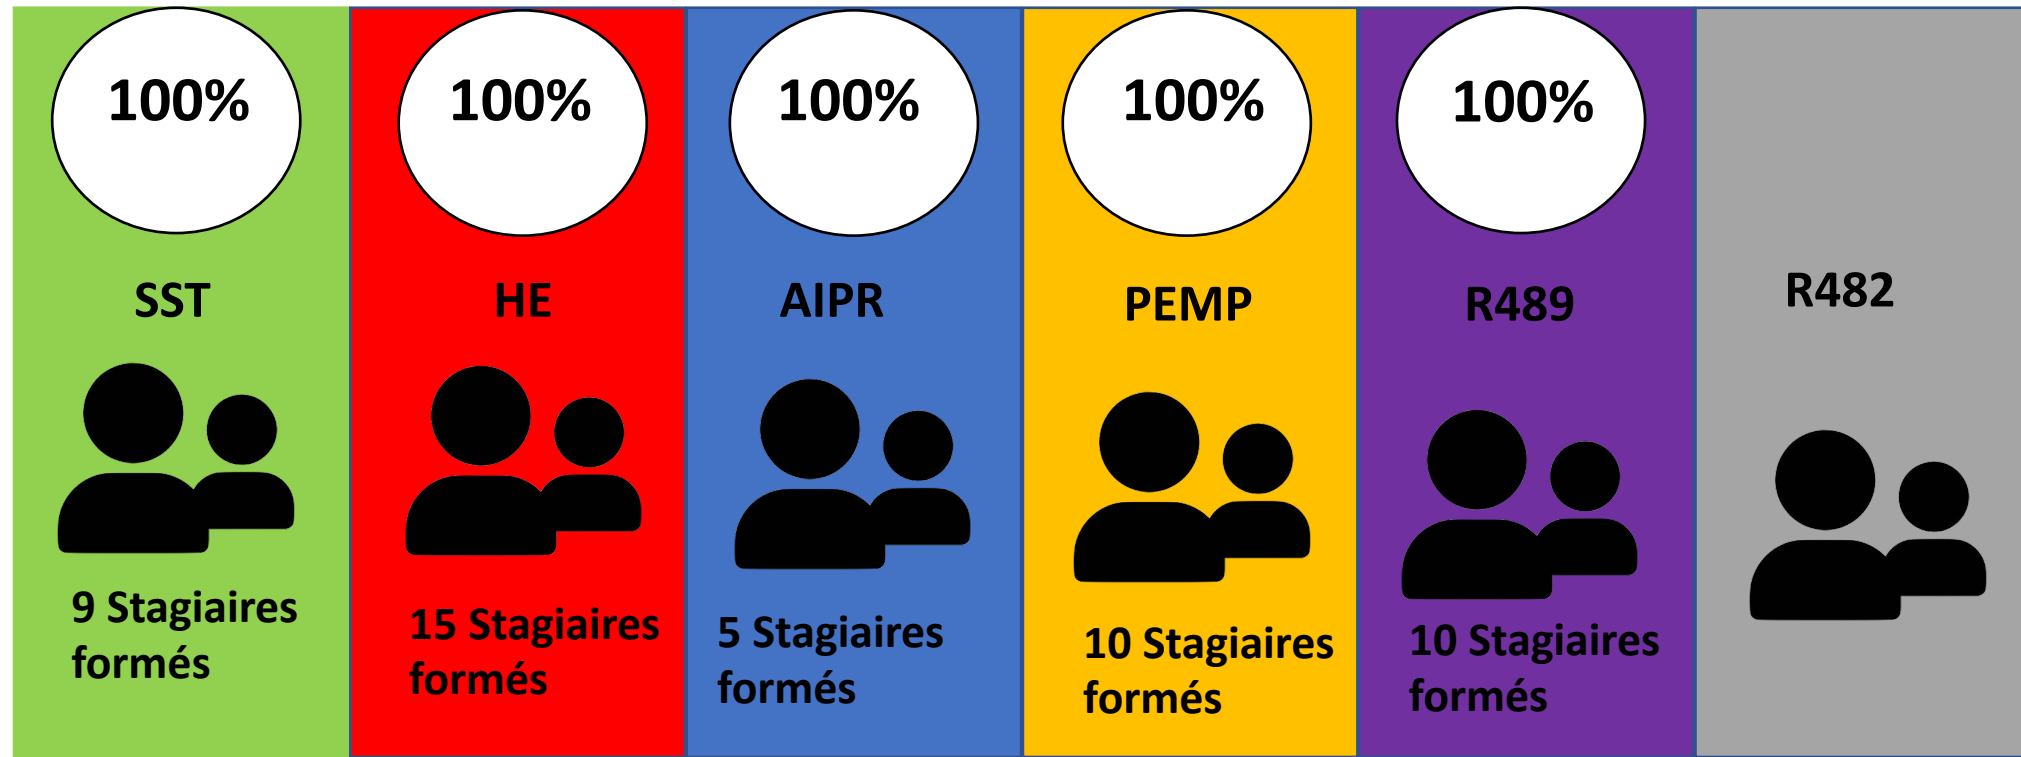 100%
100%
100%
100%
100%
SST
HE
AIPR
PEMP
R489
R482
9 Stagiaires
formés
15 Stagiaires
formés
5 Stagiaires
formés
10 Stagiaires
formés
10 Stagiaires
formés